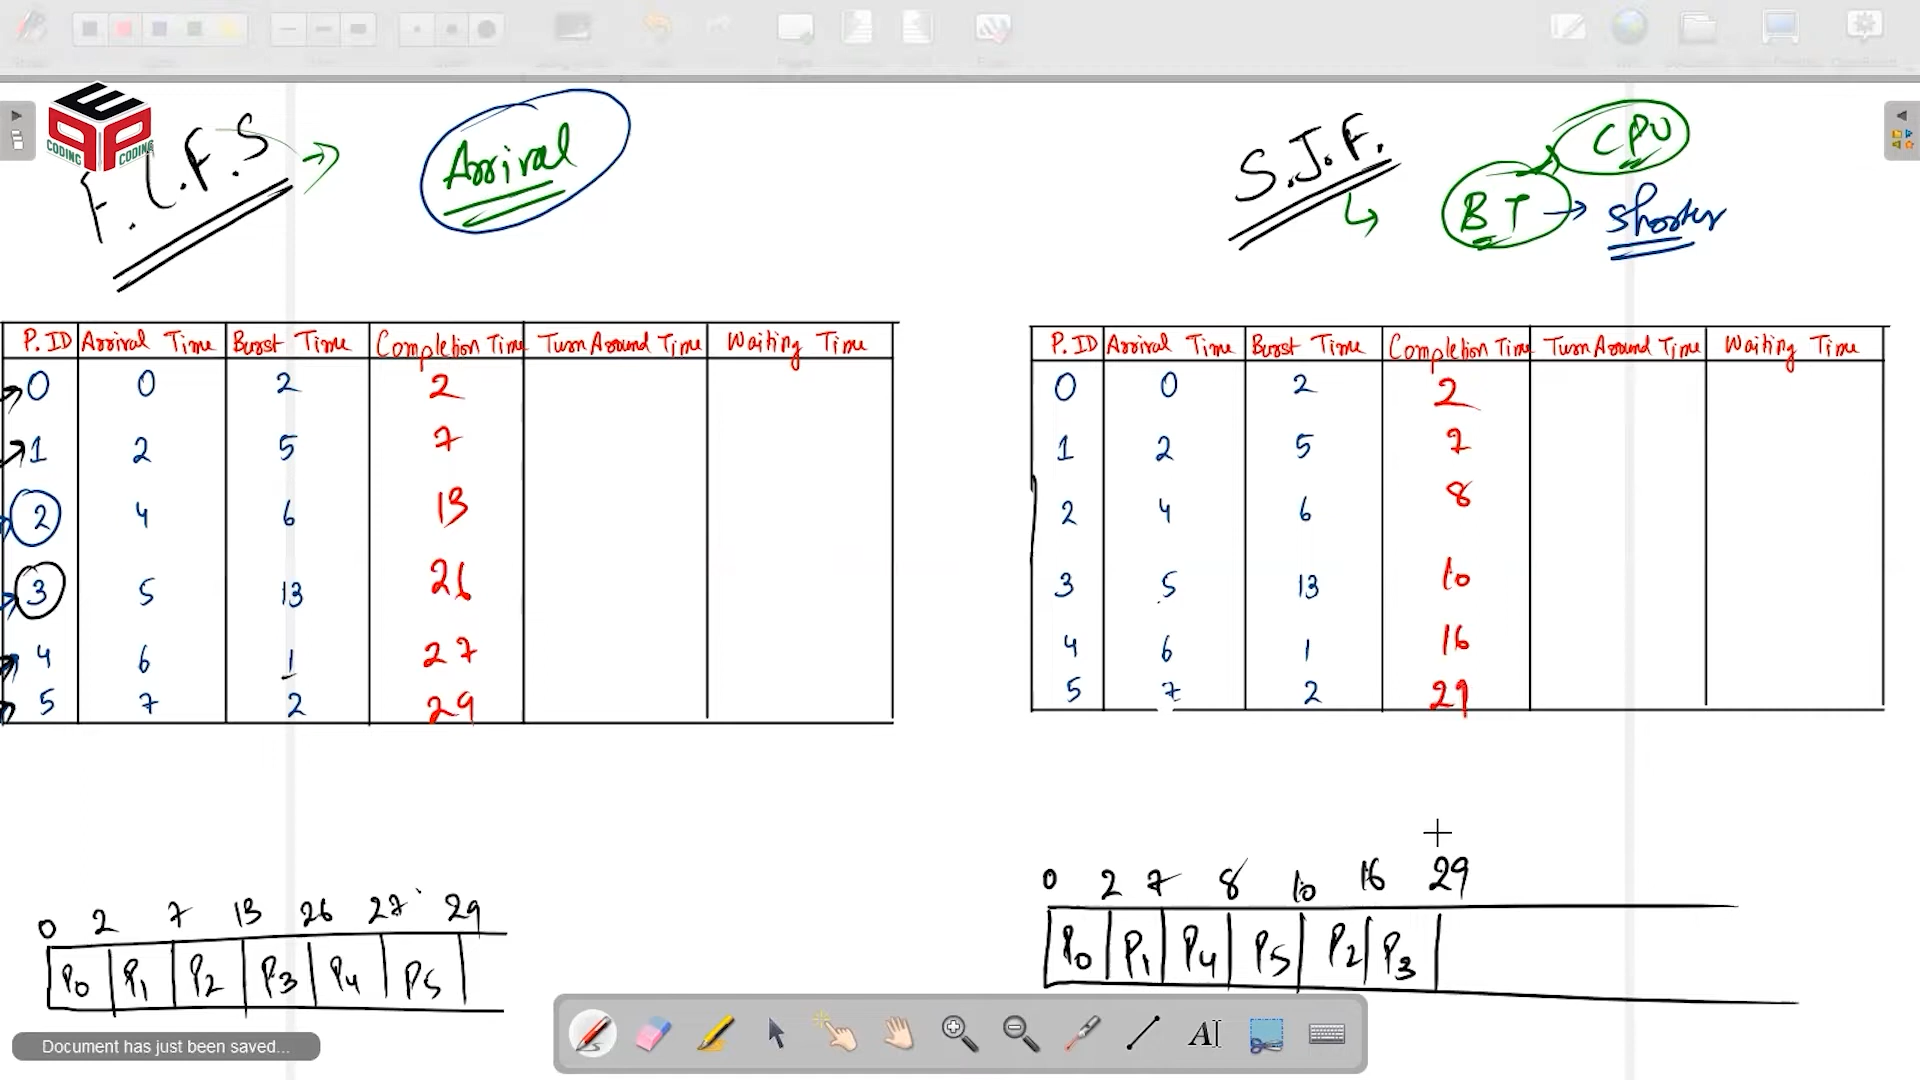 CODING CODING
F.C.F.S →
Arrival
P.ID Arrival Time Burst Time Completion Time Turn Around Time Waiting Time
0 0 2 2
1 2 5 7
2 4 6 13
3 5 13 26
4 6 1 27
5 7 2 29
0 2 7 13 26 27 29
P0 P1 P2 P3 P4 P5
Document has just been saved...
S.J.F.
CPU
BT → Shorter
P.ID Arrival Time Burst Time Completion Time Turn Around Time Waiting Time
0 0 2 2
1 2 5 7
2 4 6 8
3 5 13 10
4 6 1 16
5 7 2 29
0 2 7 8 10 16 29
P0 P1 P4 P5 P2 P3